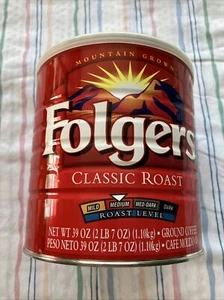 MOUNTAIN GROWN
Folgers
CLASSIC ROAST
MILD MEDIUM MED-DARK DARK
ROAST LEVEL
NET WT 39 OZ (2 LB 7 OZ) (1.10kg) • GROUND COFFEE
PESO NETO 39 OZ (2 LB 7 OZ) (1.10kg) • CAFE MOLIDO